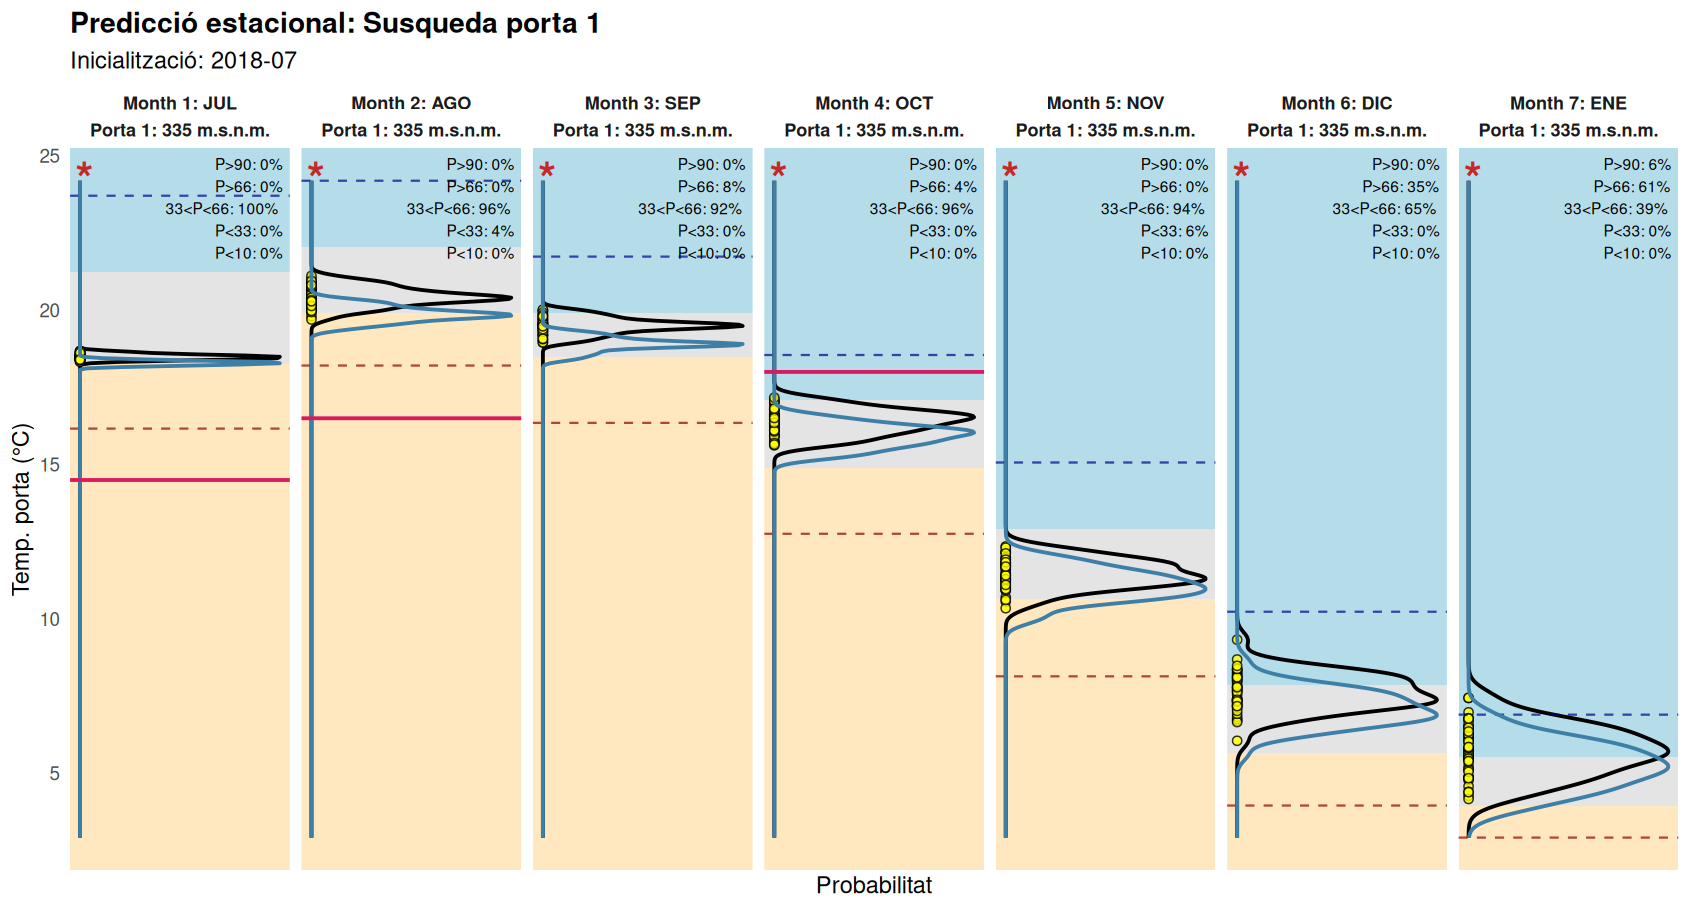 Predicció estacional: Susqueda porta 1
Inicialització: 2018-07
Month 1: JUL
Porta 1: 335 m.s.n.m.
Month 2: AGO
Porta 1: 335 m.s.n.m.
Month 3: SEP
Porta 1: 335 m.s.n.m.
Month 4: OCT
Porta 1: 335 m.s.n.m.
Month 5: NOV
Porta 1: 335 m.s.n.m.
Month 6: DIC
Porta 1: 335 m.s.n.m.
Month 7: ENE
Porta 1: 335 m.s.n.m.
Temp. porta (°C)
25
20
15
10
5
*
P>90: 0%
P>66: 0%
33<P<66: 100%
P<33: 0%
P<10: 0%
*
P>90: 0%
P>66: 0%
33<P<66: 96%
P<33: 4%
P<10: 0%
*
P>90: 0%
P>66: 8%
33<P<66: 92%
P<33: 0%
P<10: 0%
*
P>90: 0%
P>66: 4%
33<P<66: 96%
P<33: 0%
P<10: 0%
*
P>90: 0%
P>66: 0%
33<P<66: 94%
P<33: 6%
P<10: 0%
*
P>90: 0%
P>66: 35%
33<P<66: 65%
P<33: 0%
P<10: 0%
*
P>90: 6%
P>66: 61%
33<P<66: 39%
P<33: 0%
P<10: 0%
Probabilitat